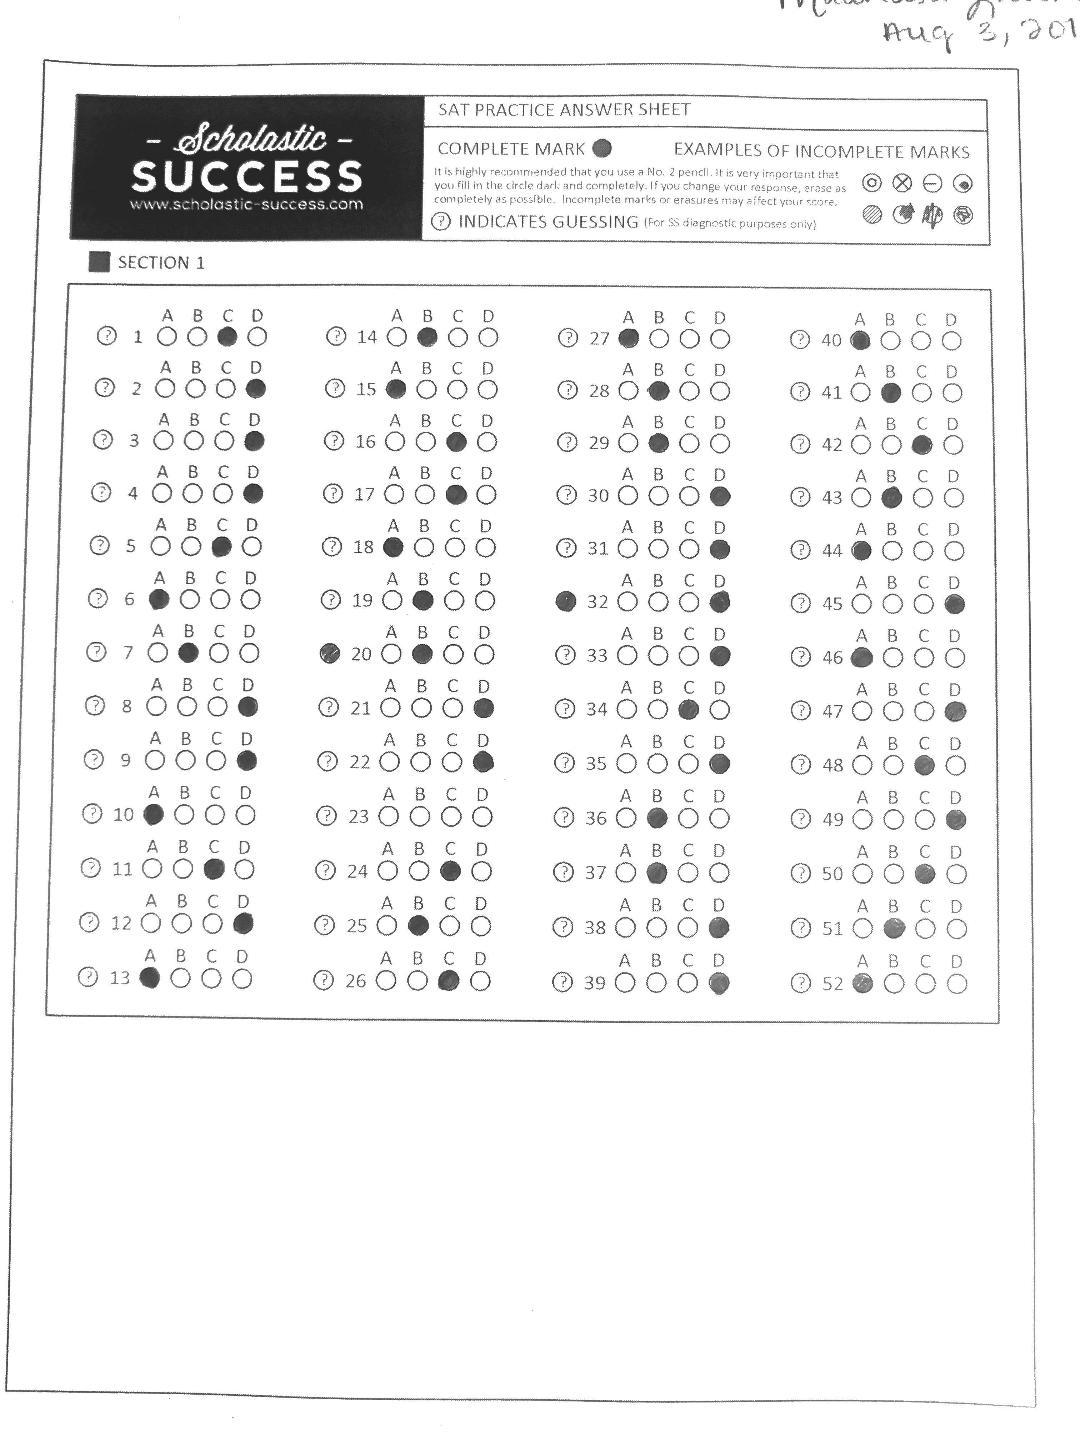 Aug 3, 201
- Scholastic -
SUCCESS
www.scholastic-success.com
SAT PRACTICE ANSWER SHEET
COMPLETE MARK EXAMPLES OF INCOMPLETE MARKS
It is highly recommended that you use a No. 2 pencil. It is very important that
you fill in the circle dark and completely. If you change your response, erase as
completely as possible. Incomplete marks or erasures may affect your score.
? INDICATES GUESSING (For SS diagnostic purposes only)
SECTION 1
A B C D
? 1
A B C D
? 2
A B C D
? 3
A B C D
? 4
A B C D
? 5
A B C D
? 6
A B C D
? 7
A B C D
? 8
A B C D
? 9
A B C D
? 10
A B C D
? 11
A B C D
? 12
A B C D
? 13
A B C D
? 14
A B C D
? 15
A B C D
? 16
A B C D
? 17
A B C D
? 18
A B C D
? 19
A B C D
20
A B C D
? 21
A B C D
? 22
A B C D
? 23
A B C D
? 24
A B C D
? 25
A B C D
? 26
A B C D
? 27
A B C D
? 28
A B C D
? 29
A B C D
? 30
A B C D
? 31
A B C D
32
A B C D
? 33
A B C D
? 34
A B C D
? 35
A B C D
? 36
A B C D
? 37
A B C D
? 38
A B C D
? 39
A B C D
? 40
A B C D
? 41
A B C D
? 42
A B C D
? 43
A B C D
? 44
A B C D
? 45
A B C D
? 46
A B C D
? 47
A B C D
? 48
A B C D
? 49
A B C D
? 50
A B C D
? 51
A B C D
? 52